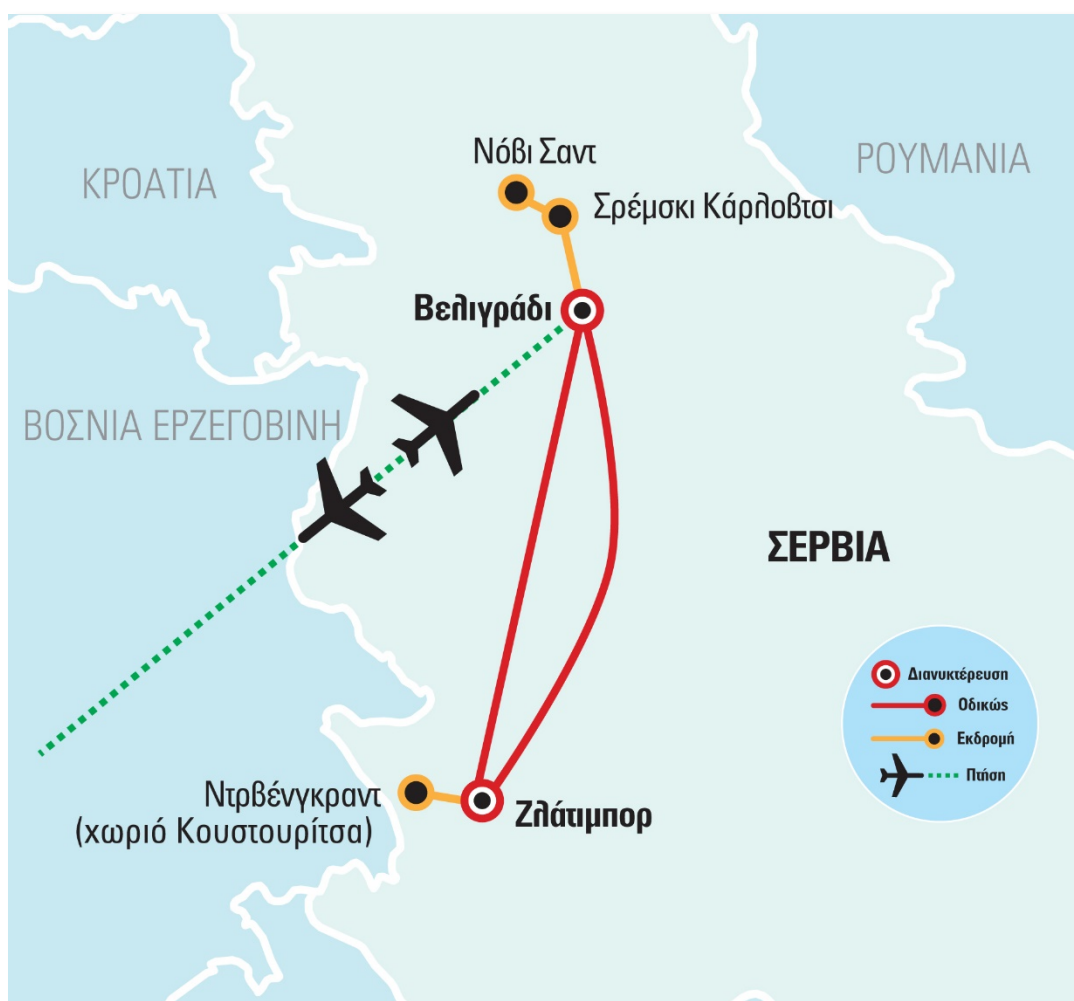 Νόβι Σαντ
ΡΟΥΜΑΝΙΑ
ΚΡΟΑΤΙΑ
Σρέμσκι Κάρλοβτσι
Βελιγράδι
ΒΟΣΝΙΑ ΕΡΖΕΓΟΒΙΝΗ
ΣΕΡΒΙΑ
Διανυκτέρευση
Οδικώς
Εκδρομή
Πτήση
Ντρβένγκραντ
(χωριό Κουστουρίτσα)
Ζλάτιμπορ